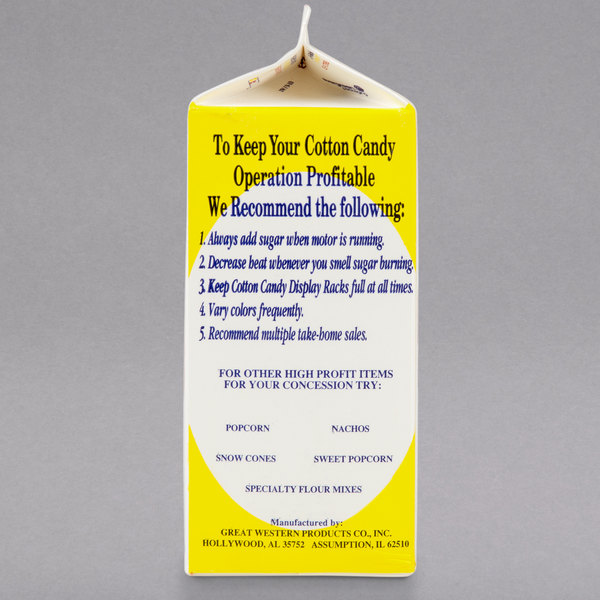 To Keep Your Cotton Candy
Operation Profitable
We Recommend the following:
1. Always add sugar when motor is running.
2. Decrease heat whenever you smell sugar burning.
3. Keep Cotton Candy Display Racks full at all times.
4. Vary colors frequently.
5. Recommend multiple take-home sales.
FOR OTHER HIGH PROFIT ITEMS
FOR YOUR CONCESSION TRY:
POPCORN NACHOS
SNOW CONES SWEET POPCORN
SPECIALTY FLOUR MIXES
Manufactured by:
GREAT WESTERN PRODUCTS CO., INC.
HOLLYWOOD, AL 35752 ASSUMPTION, IL 62510